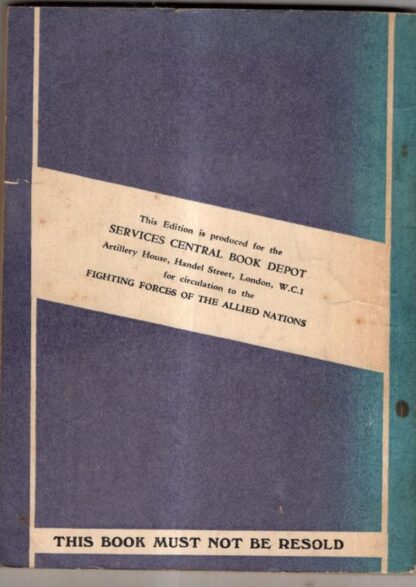 This Edition is produced for the
SERVICES CENTRAL BOOK DEPOT
Artillery House, Handel Street, London, W.C.1
for circulation to the
FIGHTING FORCES OF THE ALLIED NATIONS
THIS BOOK MUST NOT BE RESOLD